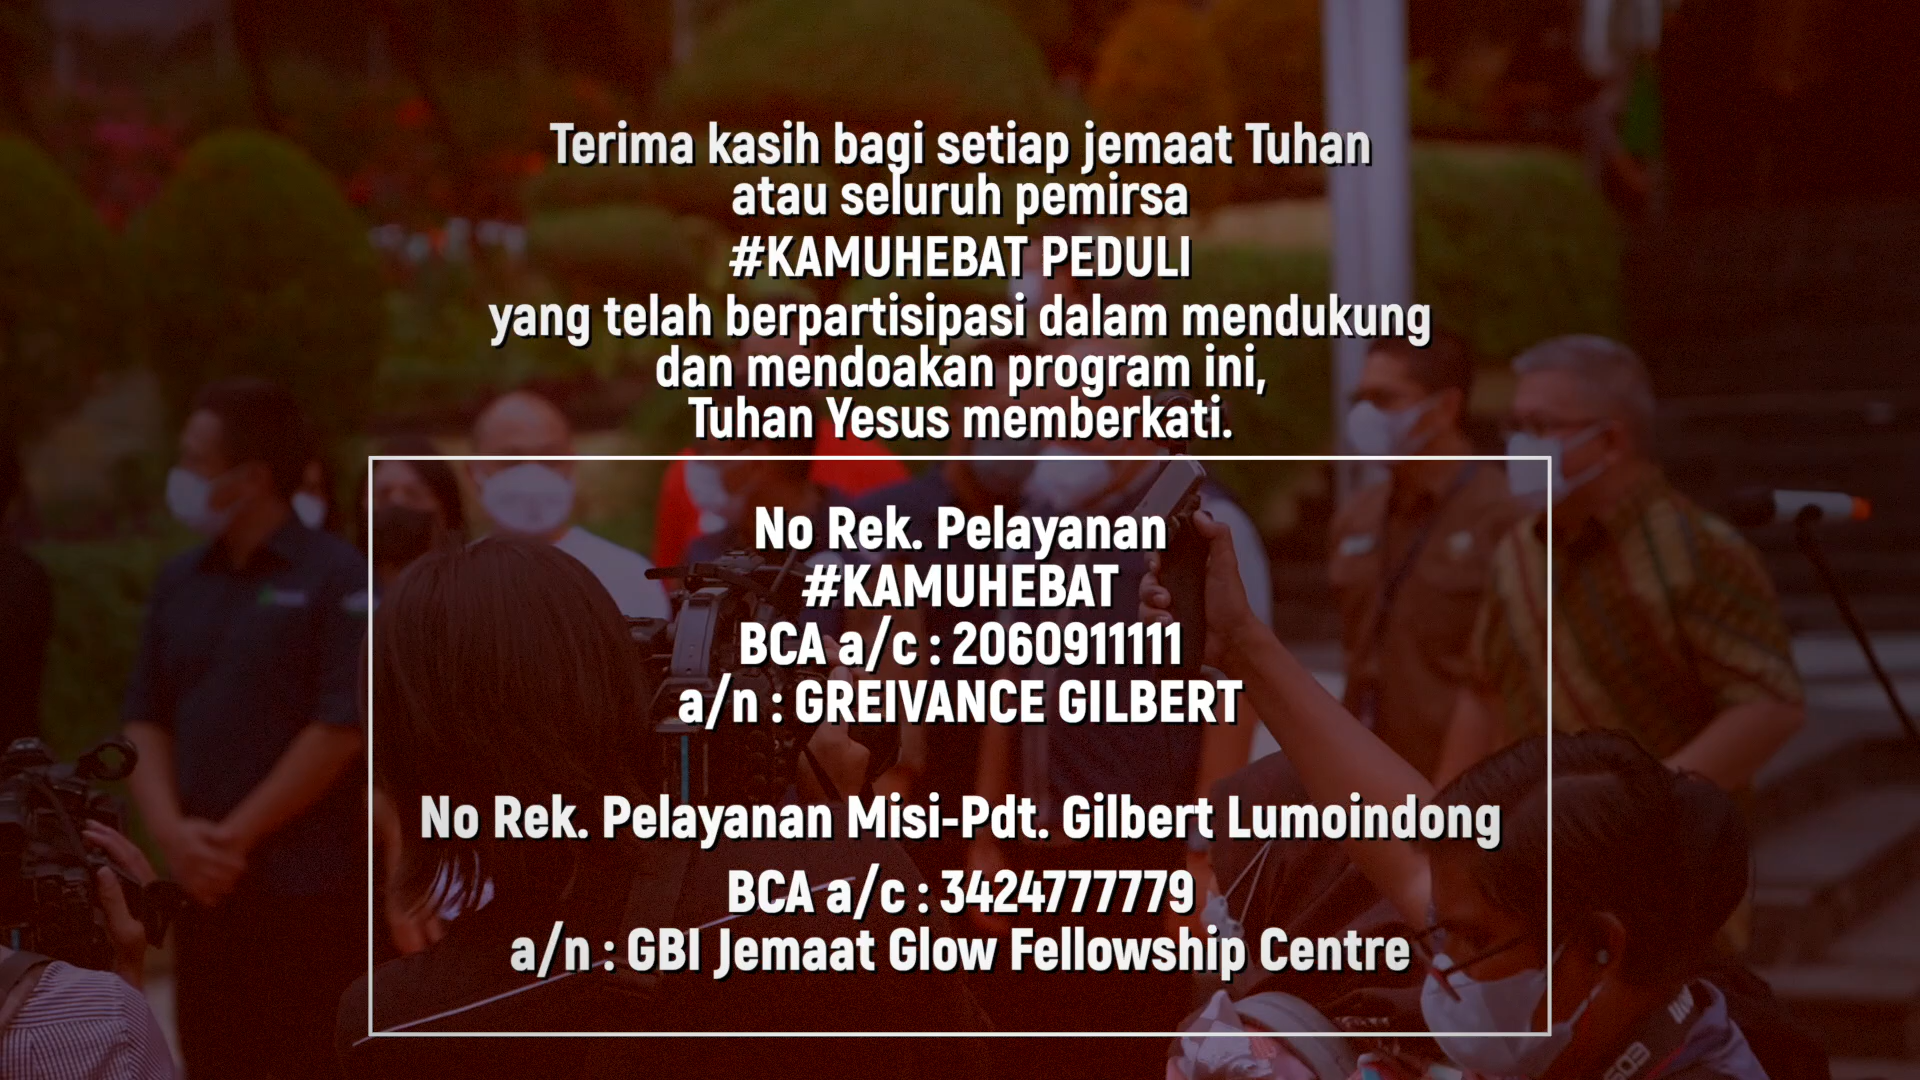 Terima kasih bagi setiap jemaat Tuhan
atau seluruh pemirsa
#KAMUHEBAT PEDULI
yang telah berpartisipasi dalam mendukung
dan mendoakan program ini,
Tuhan Yesus memberkati.
No Rek. Pelayanan
#KAMUHEBAT
BCA a/c : 2060911111
a/n : GREIVANCE GILBERT
No Rek. Pelayanan Misi-Pdt. Gilbert Lumoindong
BCA a/c : 3424777779
a/n : GBI Jemaat Glow Fellowship Centre